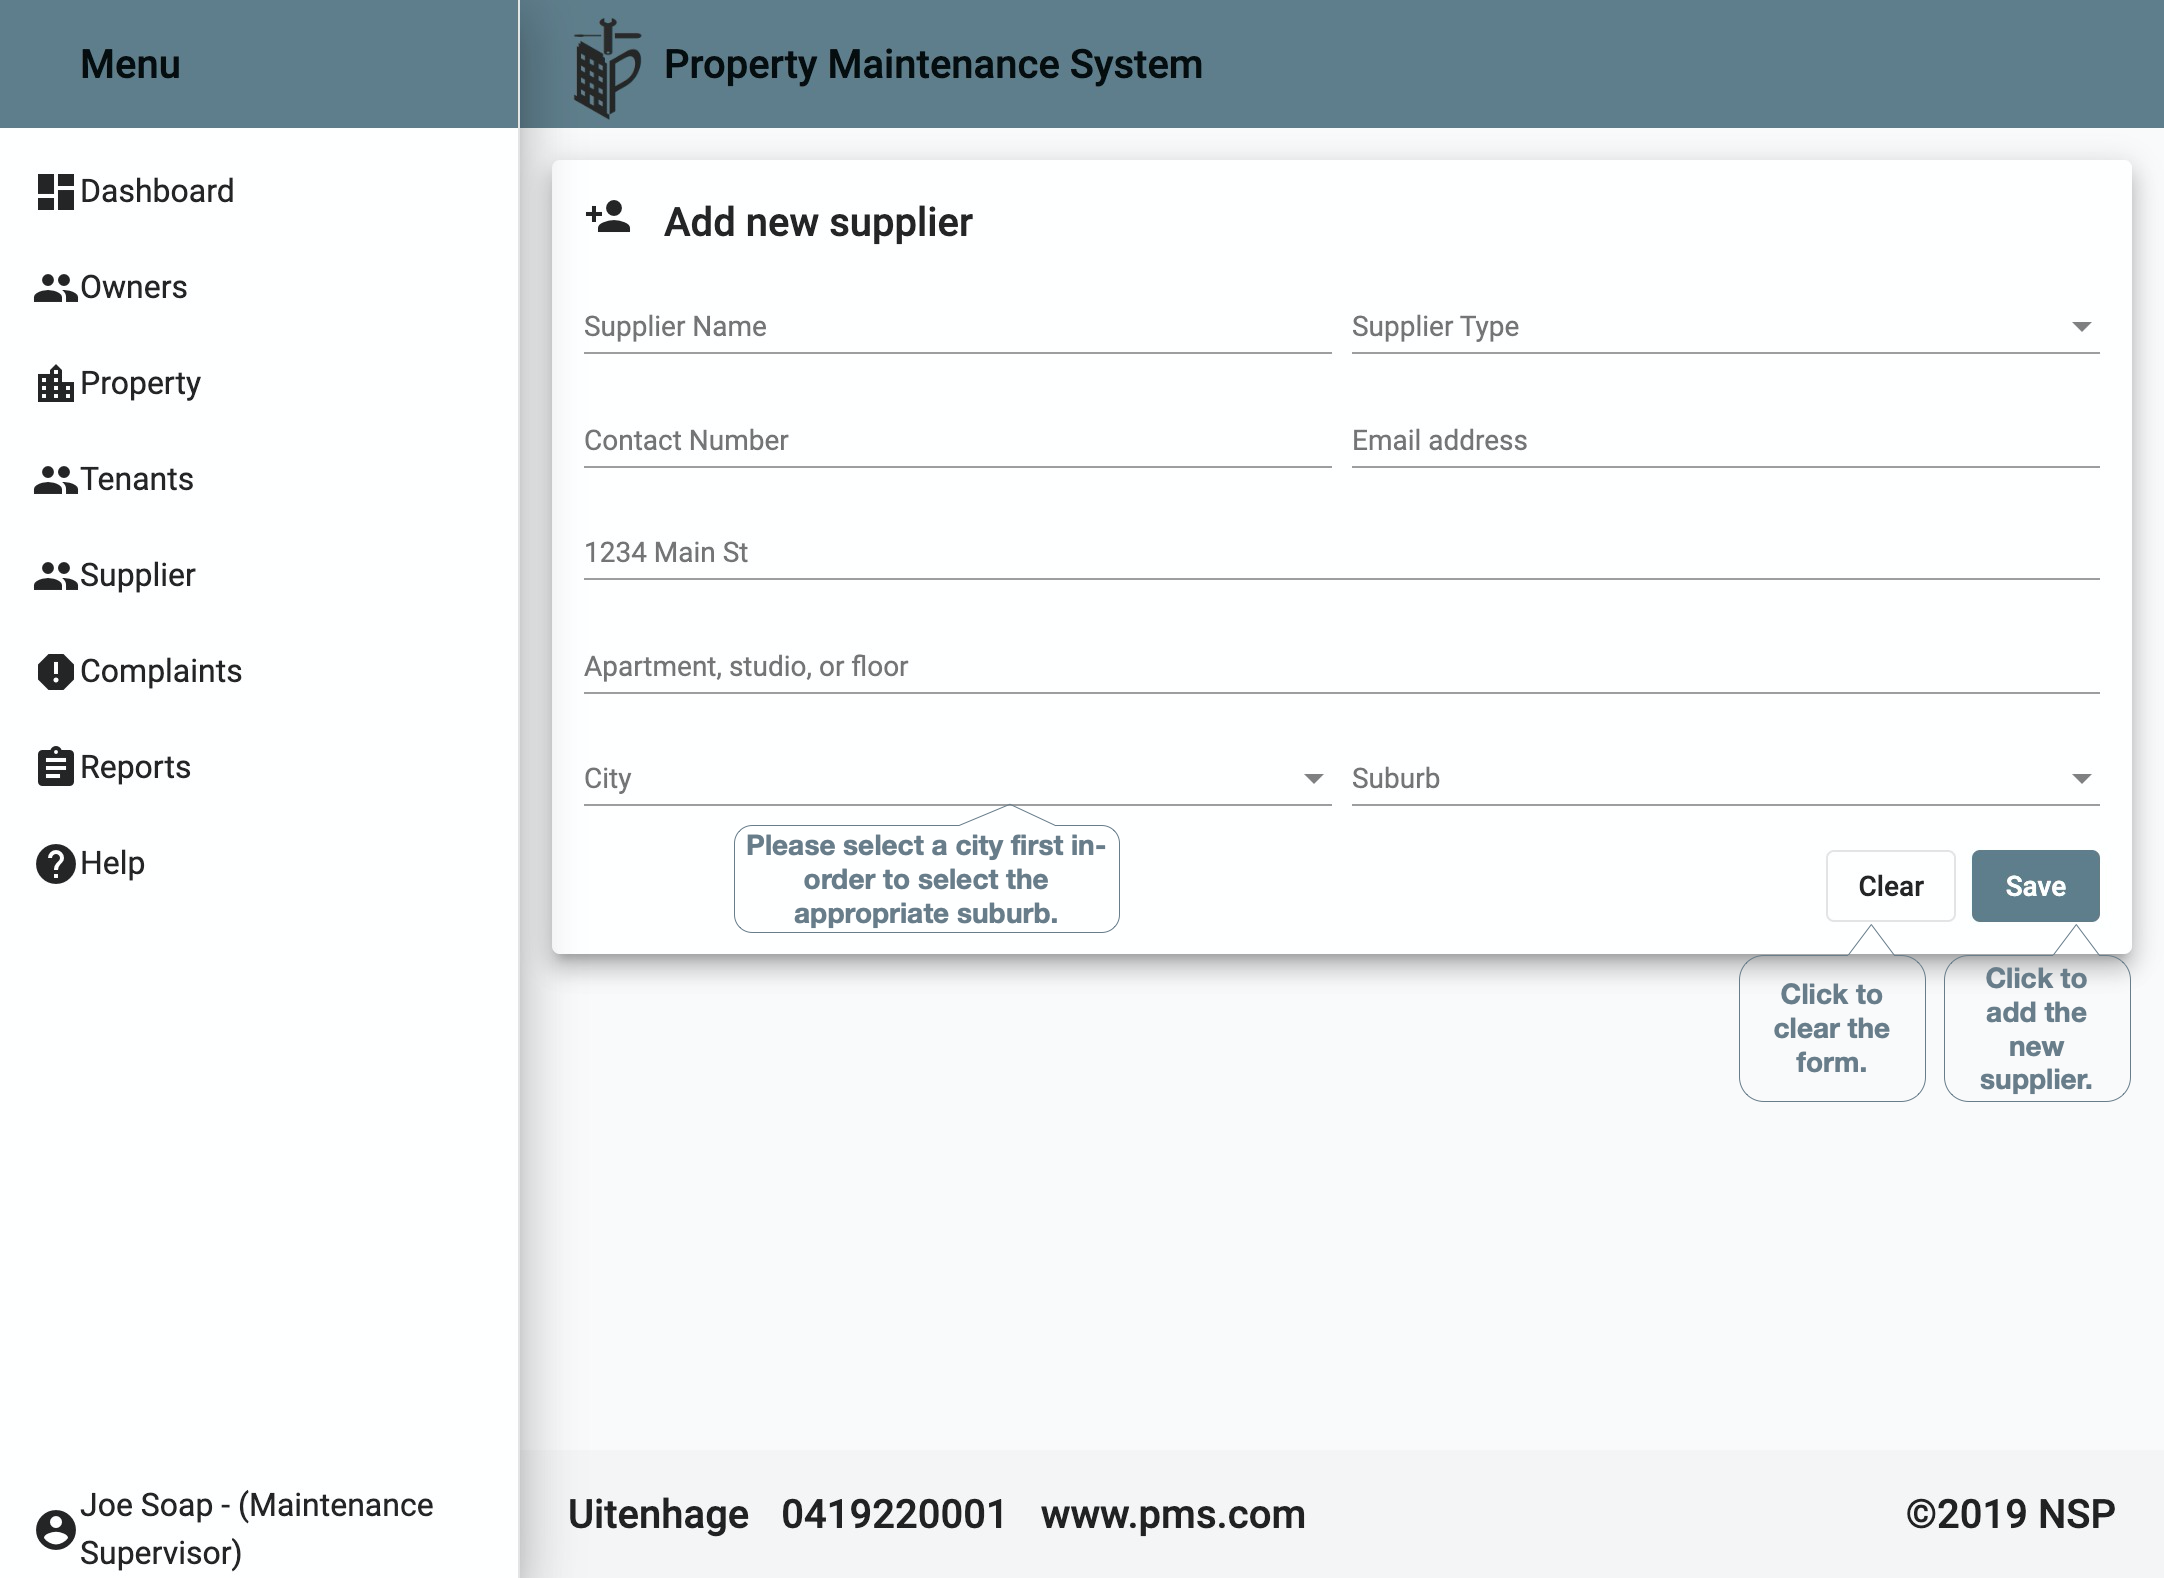 Menu
Property Maintenance System
Dashboard
Owners
Property
Tenants
Supplier
Complaints
Reports
Help
Joe Soap - (Maintenance
Supervisor)
Add new supplier
Supplier Name
Supplier Type
Contact Number
Email address
1234 Main St
Apartment, studio, or floor
City
Suburb
Please select a city first in-
order to select the
appropriate suburb.
Clear
Save
Click to
clear the
form.
Click to
add the
new
supplier.
Uitenhage 0419220001 www.pms.com
©2019 NSP